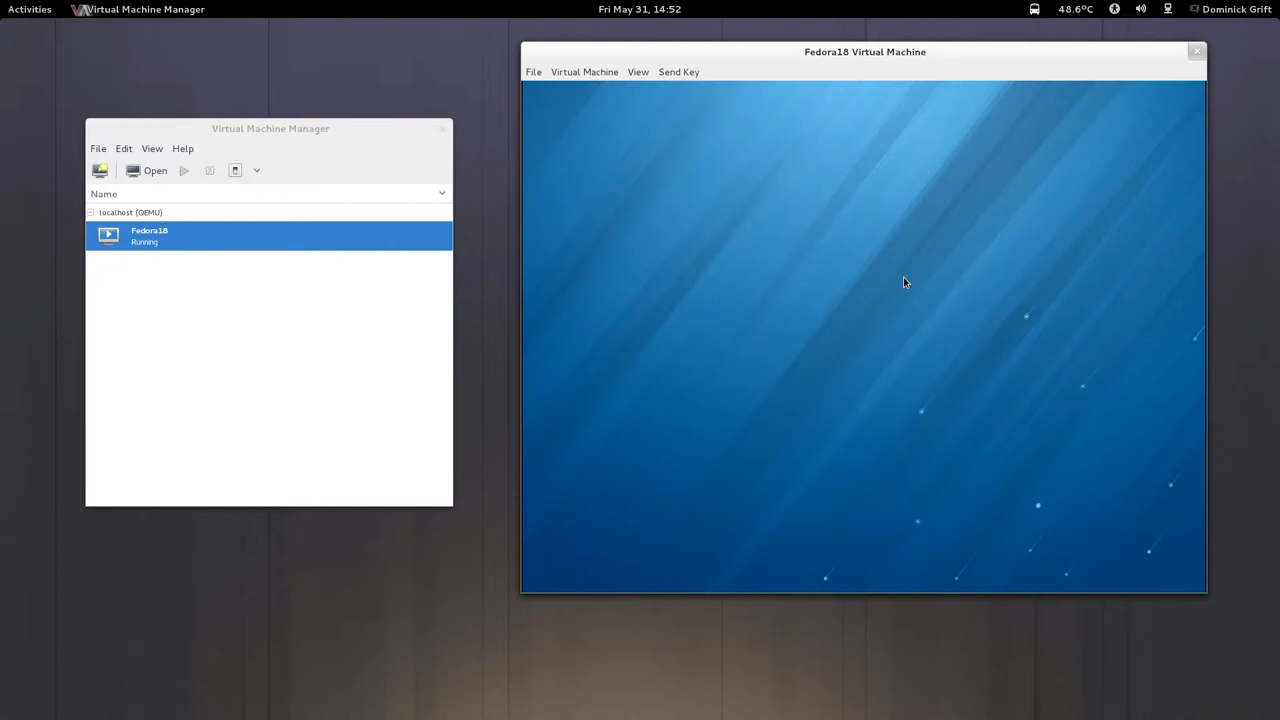 Activities
Virtual Machine Manager
Fri May 31, 14:52
48.6°C
Dominick Grift
Virtual Machine Manager
File Edit View Help
Open
Name
localhost (QEMU)
Fedora18
Running
Fedora18 Virtual Machine
File Virtual Machine View Send Key